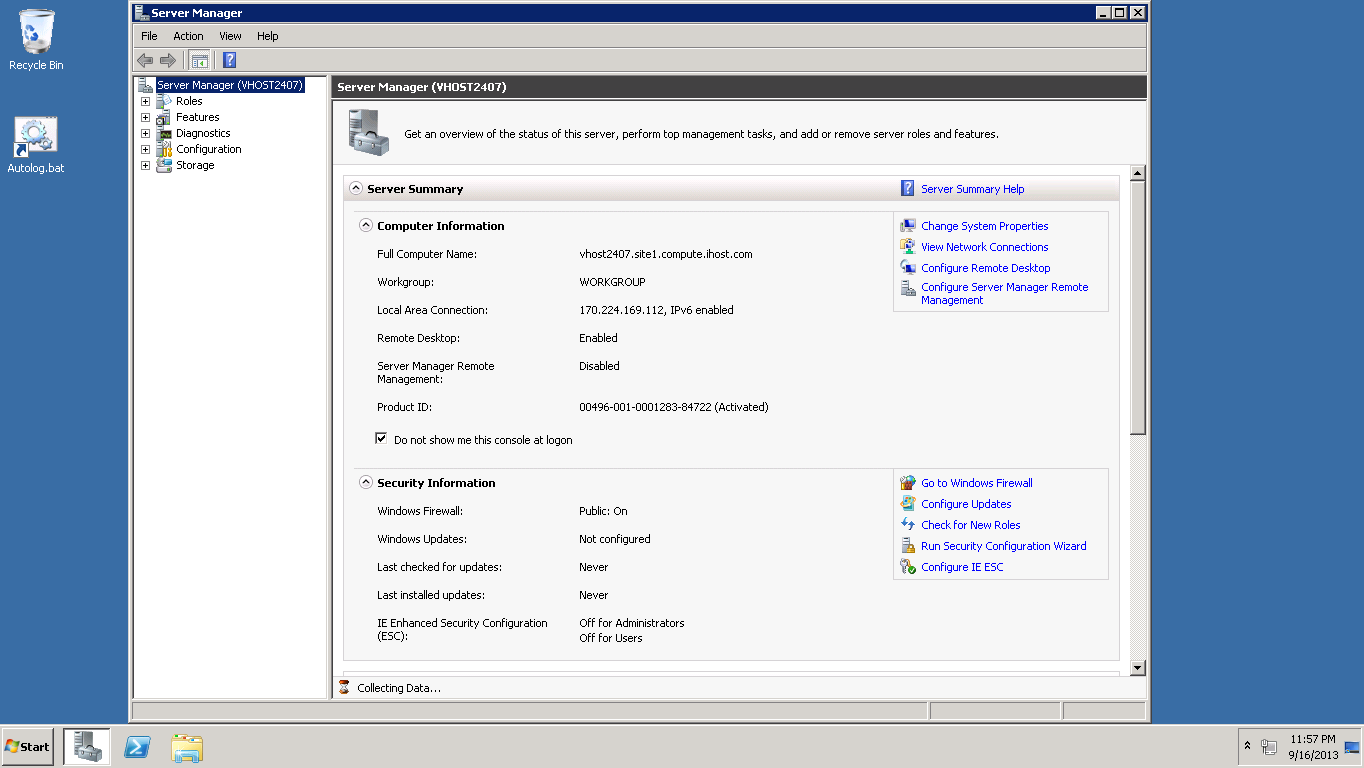 Recycle Bin
Autolog.bat
Server Manager
File Action View Help
Server Manager (VHOST2407)
Roles
Features
Diagnostics
Configuration
Storage
Server Manager (VHOST2407)
Get an overview of the status of this server, perform top management tasks, and add or remove server roles and features.
Server Summary
Server Summary Help
Computer Information
Full Computer Name: vhost2407.site1.compute.ihost.com
Workgroup: WORKGROUP
Local Area Connection: 170.224.169.112, IPv6 enabled
Remote Desktop: Enabled
Server Manager Remote Disabled
Management:
Product ID: 00496-001-0001283-84722 (Activated)
Do not show me this console at logon
Change System Properties
View Network Connections
Configure Remote Desktop
Configure Server Manager Remote
Management
Security Information
Windows Firewall: Public: On
Windows Updates: Not configured
Last checked for updates: Never
Last installed updates: Never
IE Enhanced Security Configuration Off for Administrators
(ESC): Off for Users
Go to Windows Firewall
Configure Updates
Check for New Roles
Run Security Configuration Wizard
Configure IE ESC
Collecting Data...
Start
11:57 PM
9/16/2013